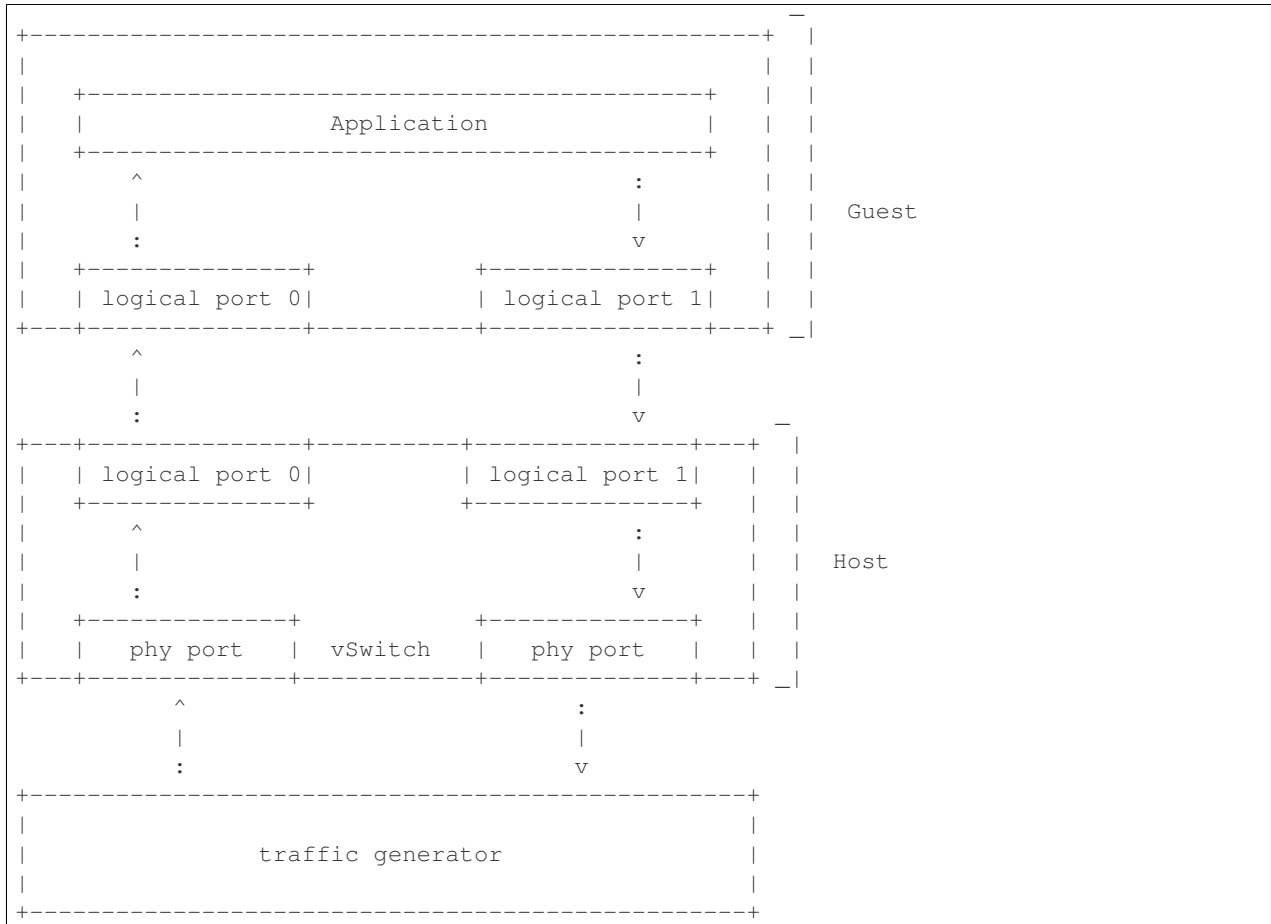 Application
Guest
logical port 0 logical port 1
logical port 0 logical port 1
Host
phy port vSwitch phy port
traffic generator